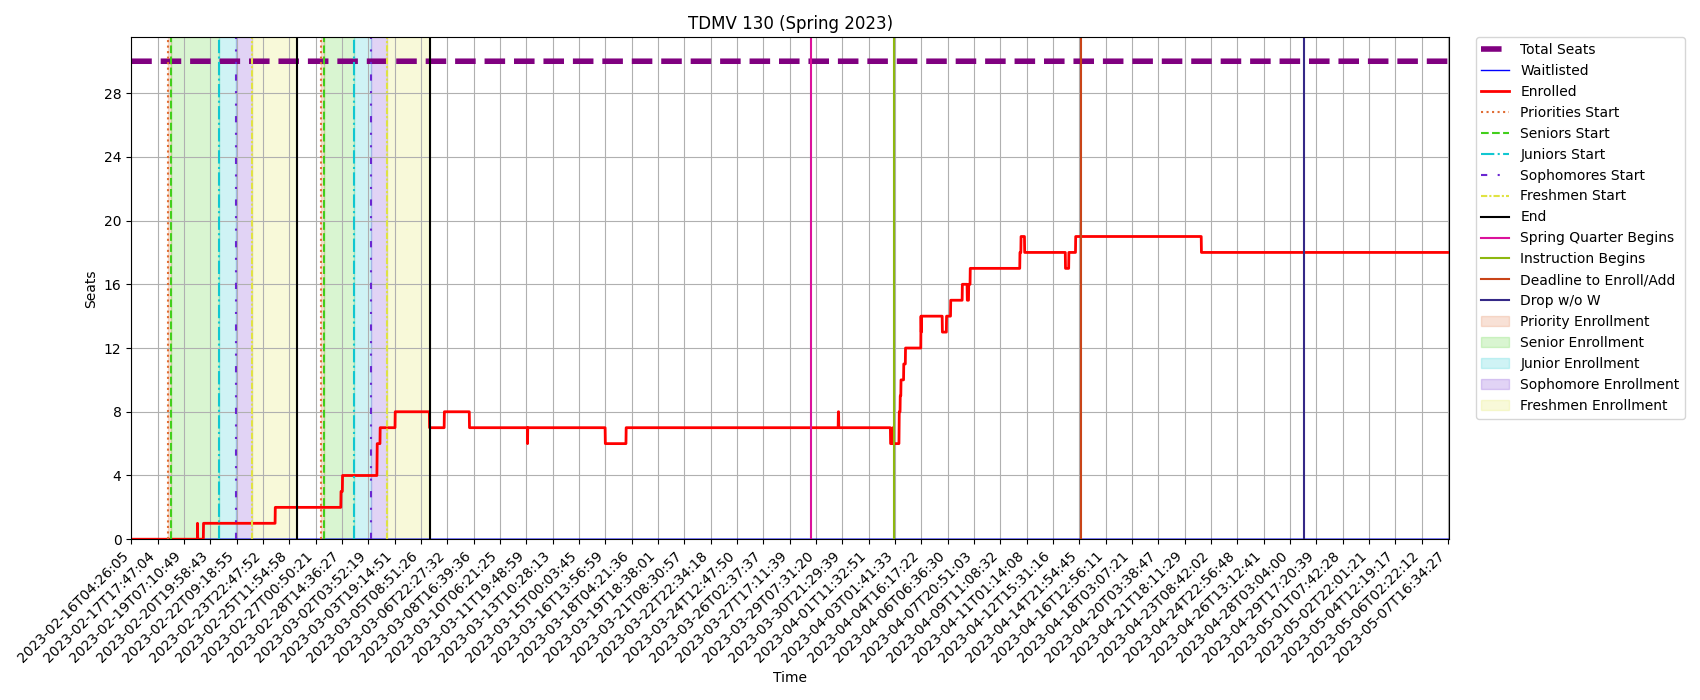 TDMV 130 (Spring 2023)
Seats
28
24
20
16
12
8
4
0
2023-02-16T04:26:05
2023-02-17T17:47:04
2023-02-19T07:10:49
2023-02-20T19:58:43
2023-02-22T09:18:55
2023-02-23T22:47:52
2023-02-25T11:54:58
2023-02-27T00:50:21
2023-02-28T14:36:27
2023-03-02T03:52:19
2023-03-03T19:14:51
2023-03-05T08:51:26
2023-03-06T22:27:32
2023-03-08T16:39:36
2023-03-10T06:21:25
2023-03-11T19:48:59
2023-03-13T10:28:13
2023-03-15T00:03:45
2023-03-16T13:56:59
2023-03-18T04:21:36
2023-03-19T18:38:01
2023-03-21T08:30:57
2023-03-22T22:34:18
2023-03-24T12:47:50
2023-03-26T02:37:37
2023-03-27T17:11:39
2023-03-29T07:31:20
2023-03-30T21:29:39
2023-04-01T11:32:51
2023-04-03T01:41:33
2023-04-04T16:17:22
2023-04-06T06:36:30
2023-04-07T20:51:03
2023-04-09T11:08:32
2023-04-11T01:14:08
2023-04-12T15:31:16
2023-04-14T21:54:45
2023-04-16T12:56:11
2023-04-18T03:07:21
2023-04-20T03:38:47
2023-04-21T18:11:29
2023-04-23T08:42:02
2023-04-24T22:56:48
2023-04-26T13:12:41
2023-04-28T03:04:00
2023-04-29T17:20:39
2023-05-01T07:42:28
2023-05-02T22:01:21
2023-05-04T12:19:17
2023-05-06T02:22:12
2023-05-07T16:34:27
Time
Total Seats
Waitlisted
Enrolled
Priorities Start
Seniors Start
Juniors Start
Sophomores Start
Freshmen Start
End
Spring Quarter Begins
Instruction Begins
Deadline to Enroll/Add
Drop w/o W
Priority Enrollment
Senior Enrollment
Junior Enrollment
Sophomore Enrollment
Freshmen Enrollment